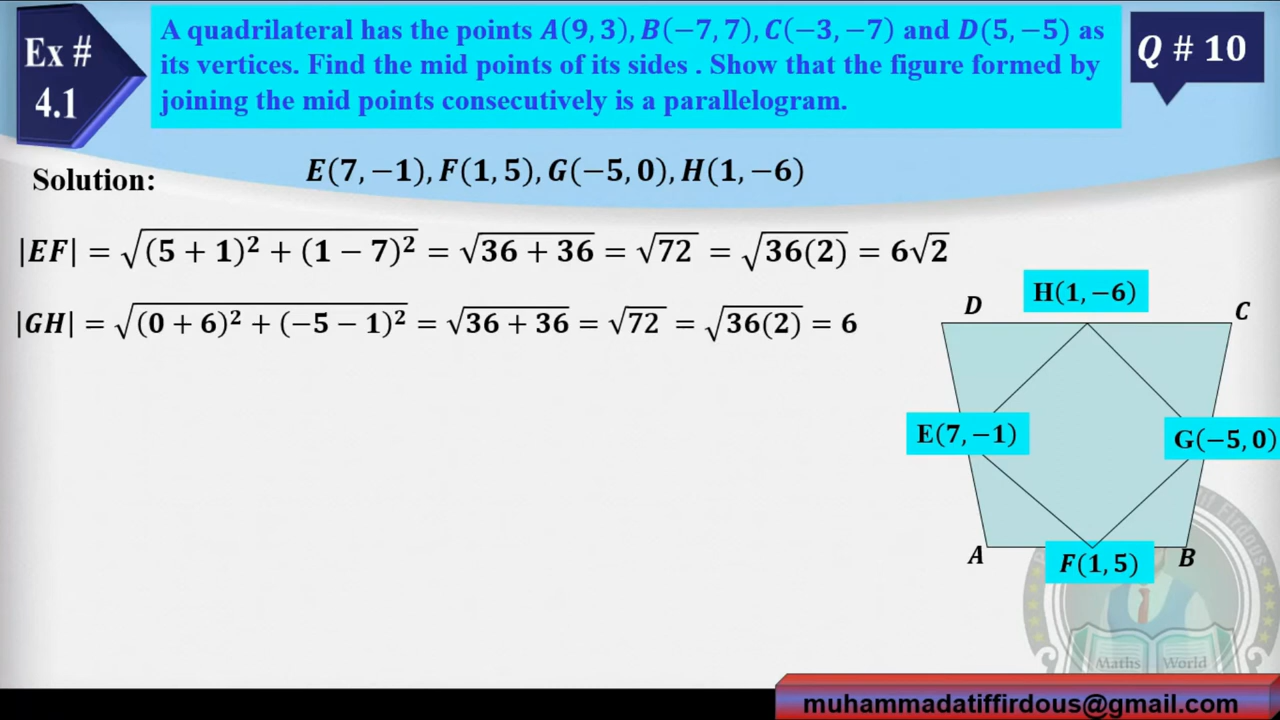 Ex #
4.1
A quadrilateral has the points A(9, 3), B(−7, 7), C(−3, −7) and D(5, −5) as
its vertices. Find the mid points of its sides . Show that the figure formed by
joining the mid points consecutively is a parallelogram.
Q # 10
Solution:
E(7, −1), F(1, 5), G(−5, 0), H(1, −6)
|EF| = √((5 + 1)² + (1 − 7)²) = √(36 + 36) = √72 = √(36(2)) = 6√2
|GH| = √((0 + 6)² + (−5 − 1)²) = √(36 + 36) = √72 = √(36(2)) = 6
D
H(1, −6)
C
E(7, −1)
G(−5, 0)
A
F(1, 5)
B
Maths World
muhammadatiffirdous@gmail.com